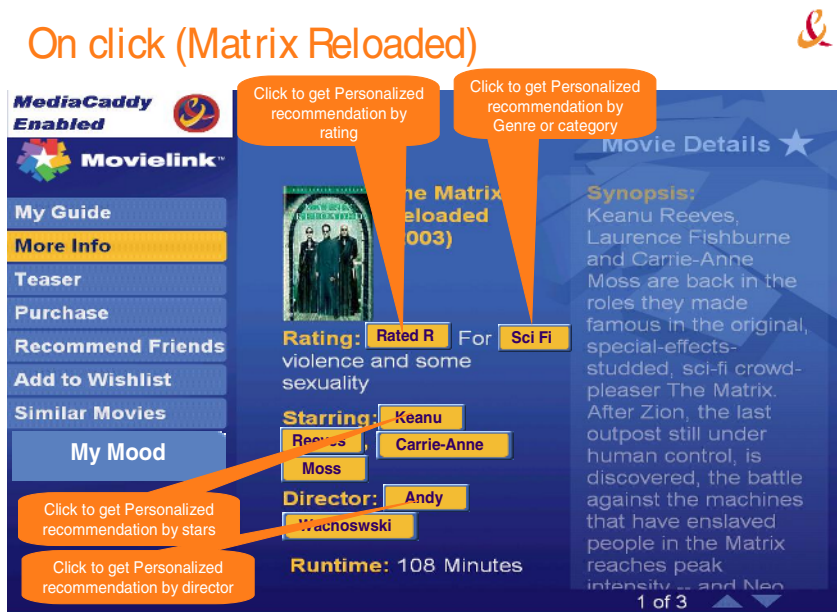 On click (Matrix Reloaded)
MediaCaddy
Enabled
Movielink
My Guide
More Info
Teaser
Purchase
Recommend Friends
Add to Wishlist
Similar Movies
My Mood
Click to get Personalized
recommendation by
rating
Click to get Personalized
recommendation by
Genre or category
Click to get Personalized
recommendation by stars
Click to get Personalized
recommendation by director
Matrix
Reloaded
Rating: Rated R For Sci Fi
violence and some
sexuality
Starring: Keanu
Reeves, Carrie-Anne
Moss
Director: Andy
Wachoswski
Runtime: 108 Minutes
Movie Details
Synopsis:
Keanu Reeves,
Laurence Fishburne
and Carrie-Anne
Moss are back in the
roles they made
famous in the original,
special-effects-
studded, sci-fi crowd-
pleaser The Matrix.
After Zion, the last
outpost still under
human control, is
discovered, the battle
against the machines
that have enslaved
people in the Matrix
reaches peak
intensity -- and Neo
1 of 3